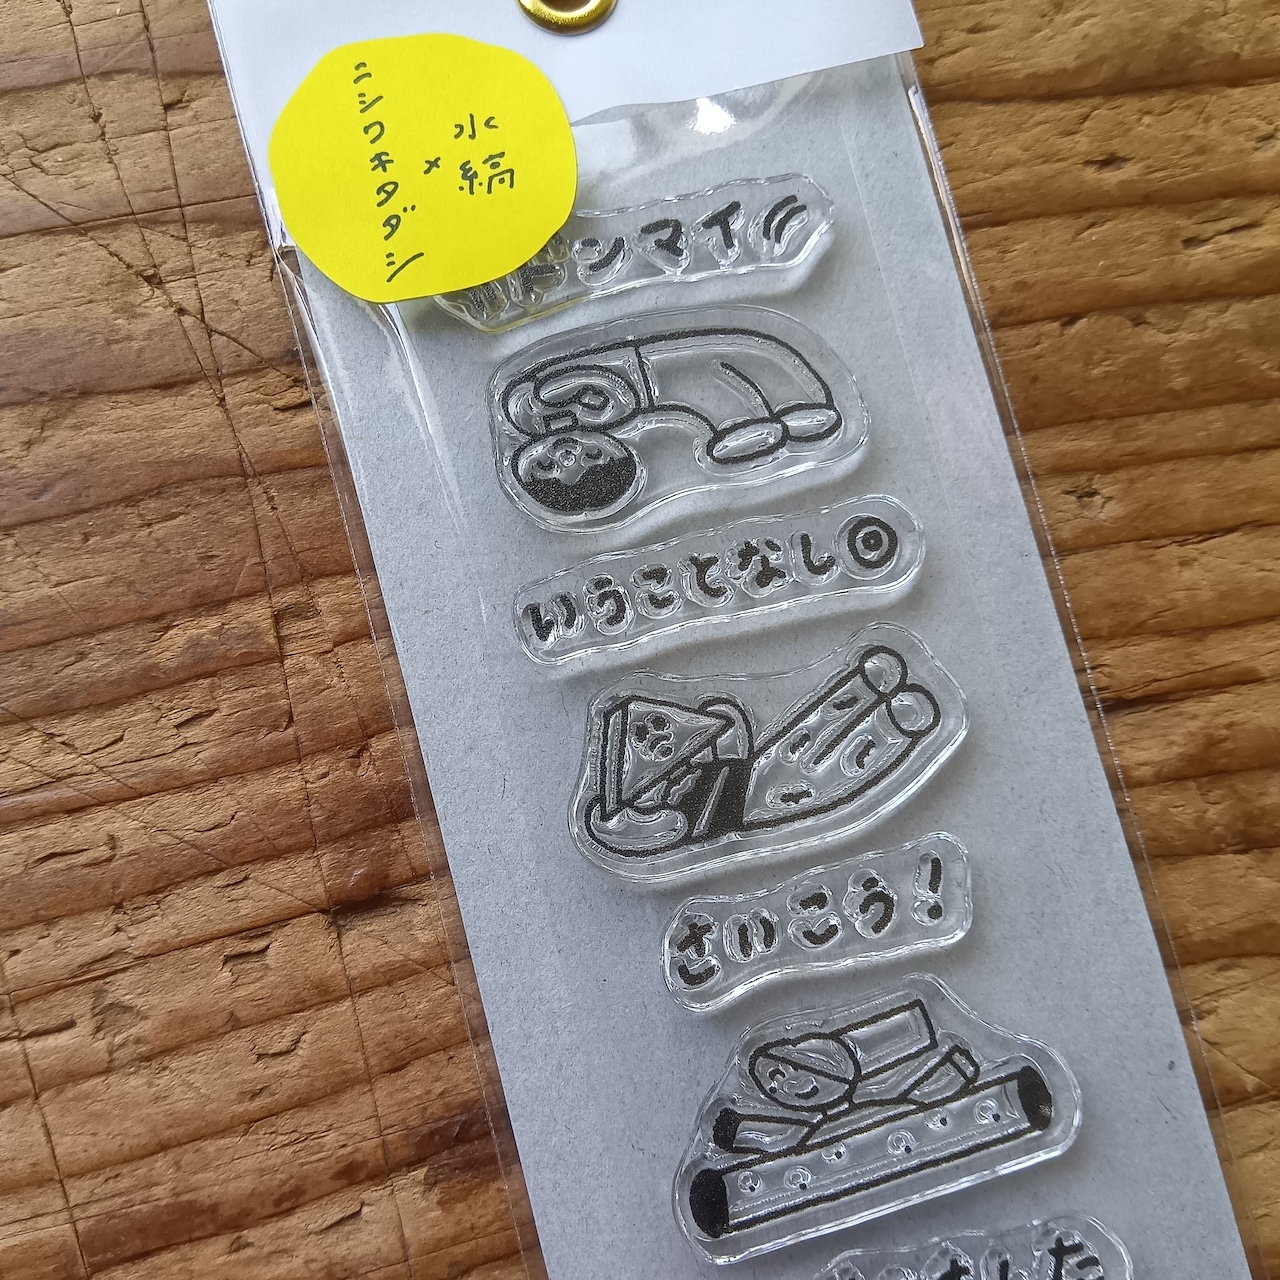 水縞
×
ニシワキタダシ
ドンマイ
いうことなし
さいこう！